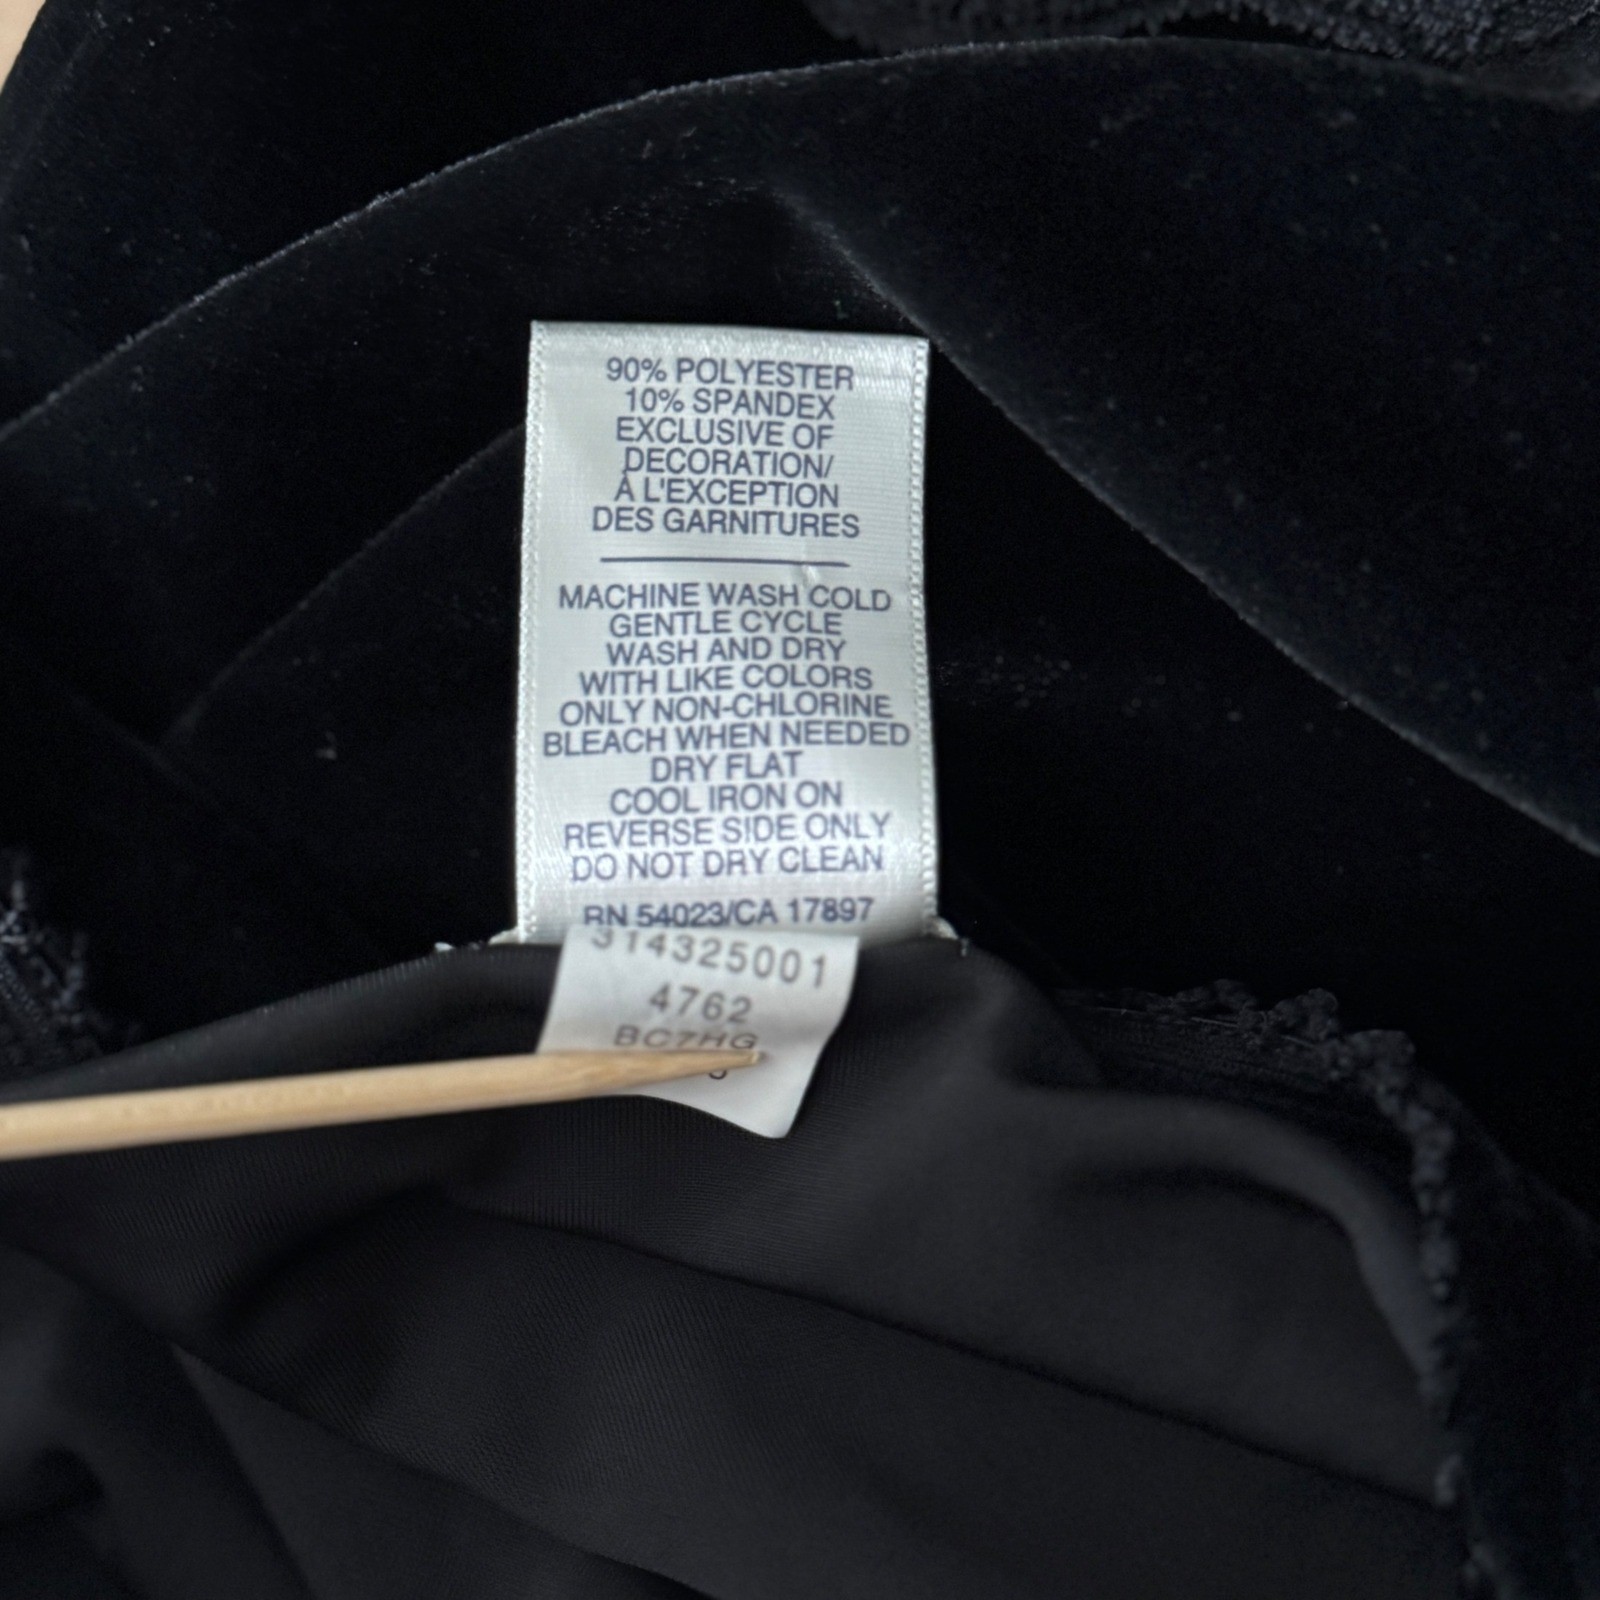 90% POLYESTER
10% SPANDEX
EXCLUSIVE OF
DECORATION/
À L'EXCEPTION
DES GARNITURES
MACHINE WASH COLD
GENTLE CYCLE
WASH AND DRY
WITH LIKE COLORS
ONLY NON-CHLORINE
BLEACH WHEN NEEDED
DRY FLAT
COOL IRON ON
REVERSE SIDE ONLY
DO NOT DRY CLEAN
RN 54023/CA 17897
314325001
4762
BC7HG